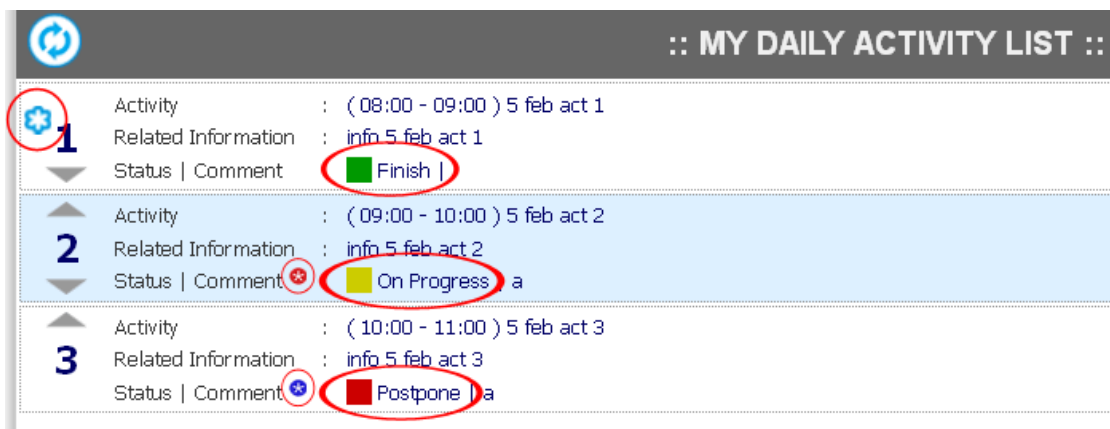 :: MY DAILY ACTIVITY LIST ::
1
Activity : ( 08:00 - 09:00 ) 5 feb act 1
Related Information : info 5 feb act 1
Status | Comment Finish |
2
Activity : ( 09:00 - 10:00 ) 5 feb act 2
Related Information : info 5 feb act 2
Status | Comment On Progress | a
3
Activity : ( 10:00 - 11:00 ) 5 feb act 3
Related Information : info 5 feb act 3
Status | Comment Postpone | a